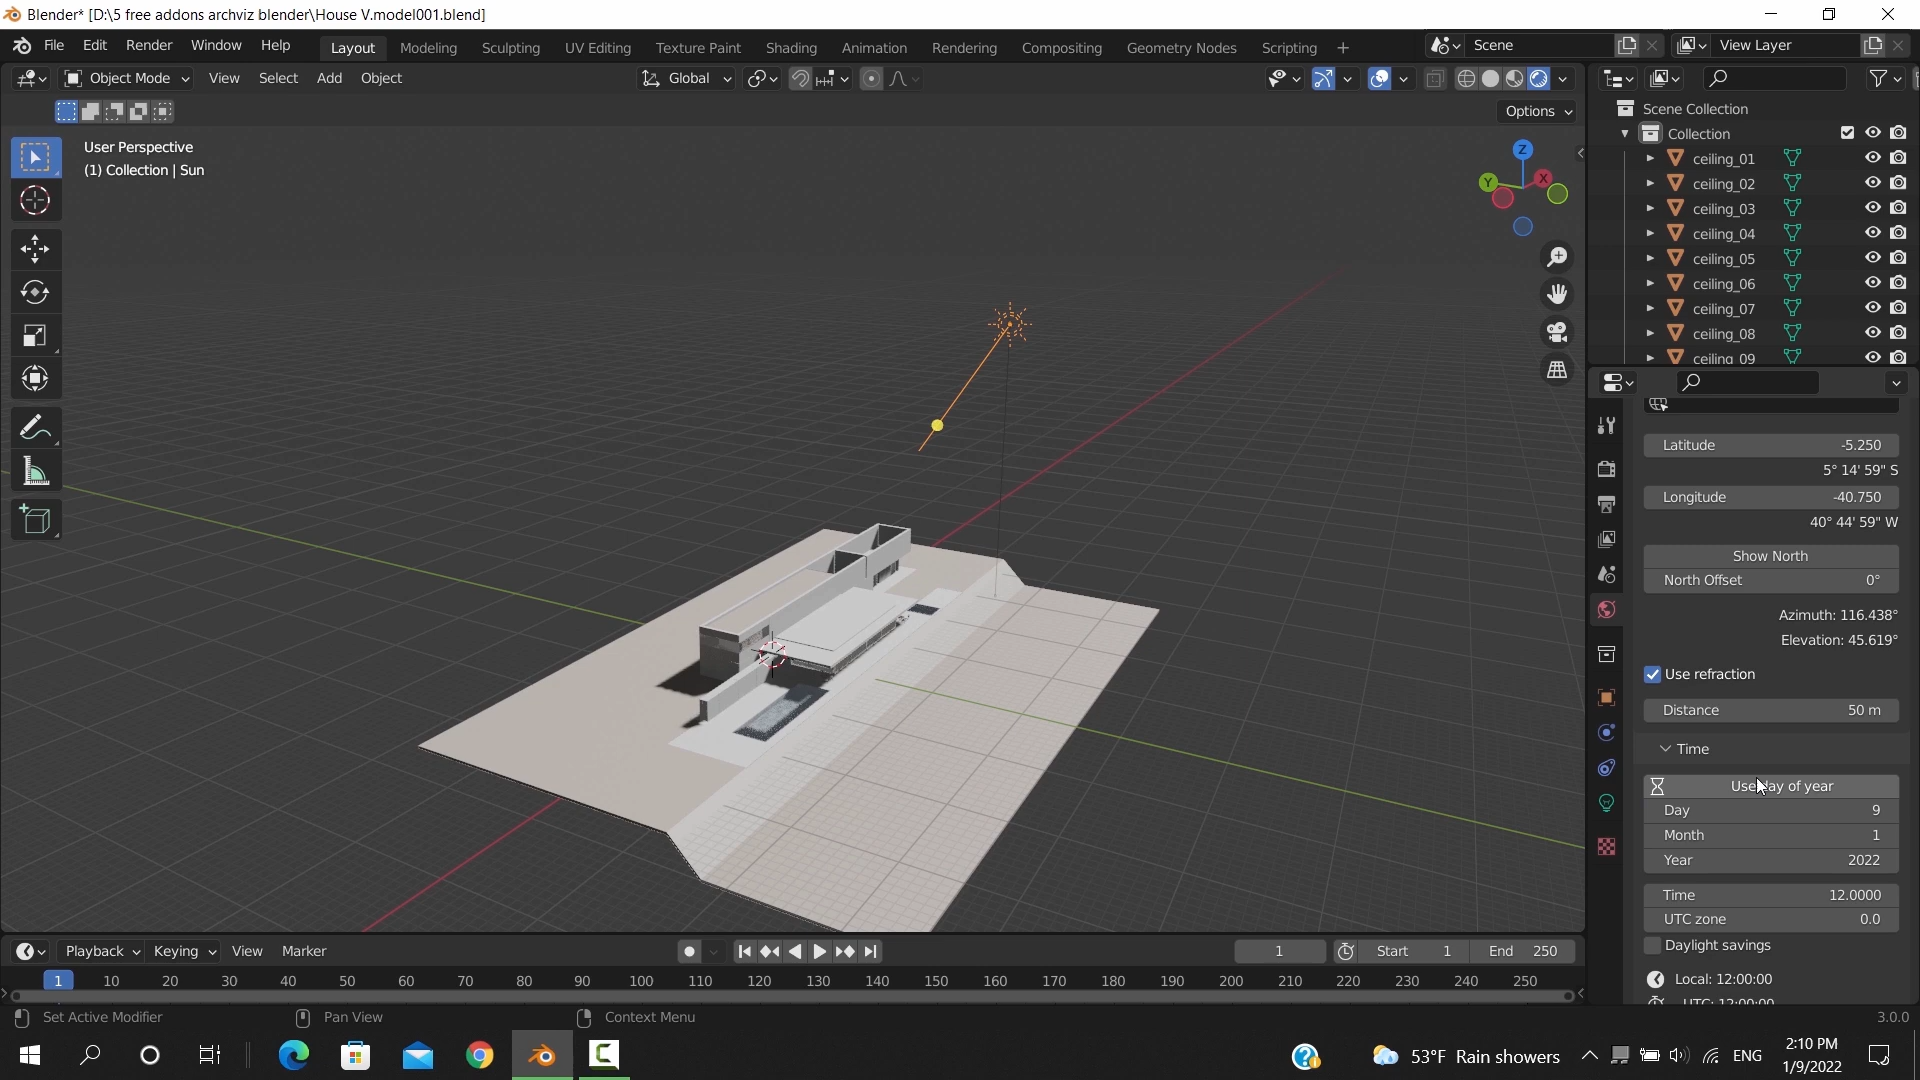 Blender* [D:\5 free addons archviz blender\House V.model001.blend]
File Edit Render Window Help Layout Modeling Sculpting UV Editing Texture Paint Shading Animation Rendering Compositing Geometry Nodes Scripting + Scene View Layer
Object Mode View Select Add Object Global
Options
User Perspective
(1) Collection | Sun
Z
Y
X
Scene Collection
Collection
ceiling_01
ceiling_02
ceiling_03
ceiling_04
ceiling_05
ceiling_06
ceiling_07
ceiling_08
ceiling_09
Latitude -5.250
5° 14' 59" S
Longitude -40.750
40° 44' 59" W
Show North
North Offset 0°
Azimuth: 116.438°
Elevation: 45.619°
Use refraction
Distance 50 m
Time
Use day of year
Day 9
Month 1
Year 2022
Time 12.0000
UTC zone 0.0
Daylight savings
Local: 12:00:00
UTC: 12:00:00
Playback Keying View Marker 1 Start 1 End 250
1 10 20 30 40 50 60 70 80 90 100 110 120 130 140 150 160 170 180 190 200 210 220 230 240 250
Set Active Modifier Pan View Context Menu 3.0.0
53°F Rain showers ENG 2:10 PM
1/9/2022